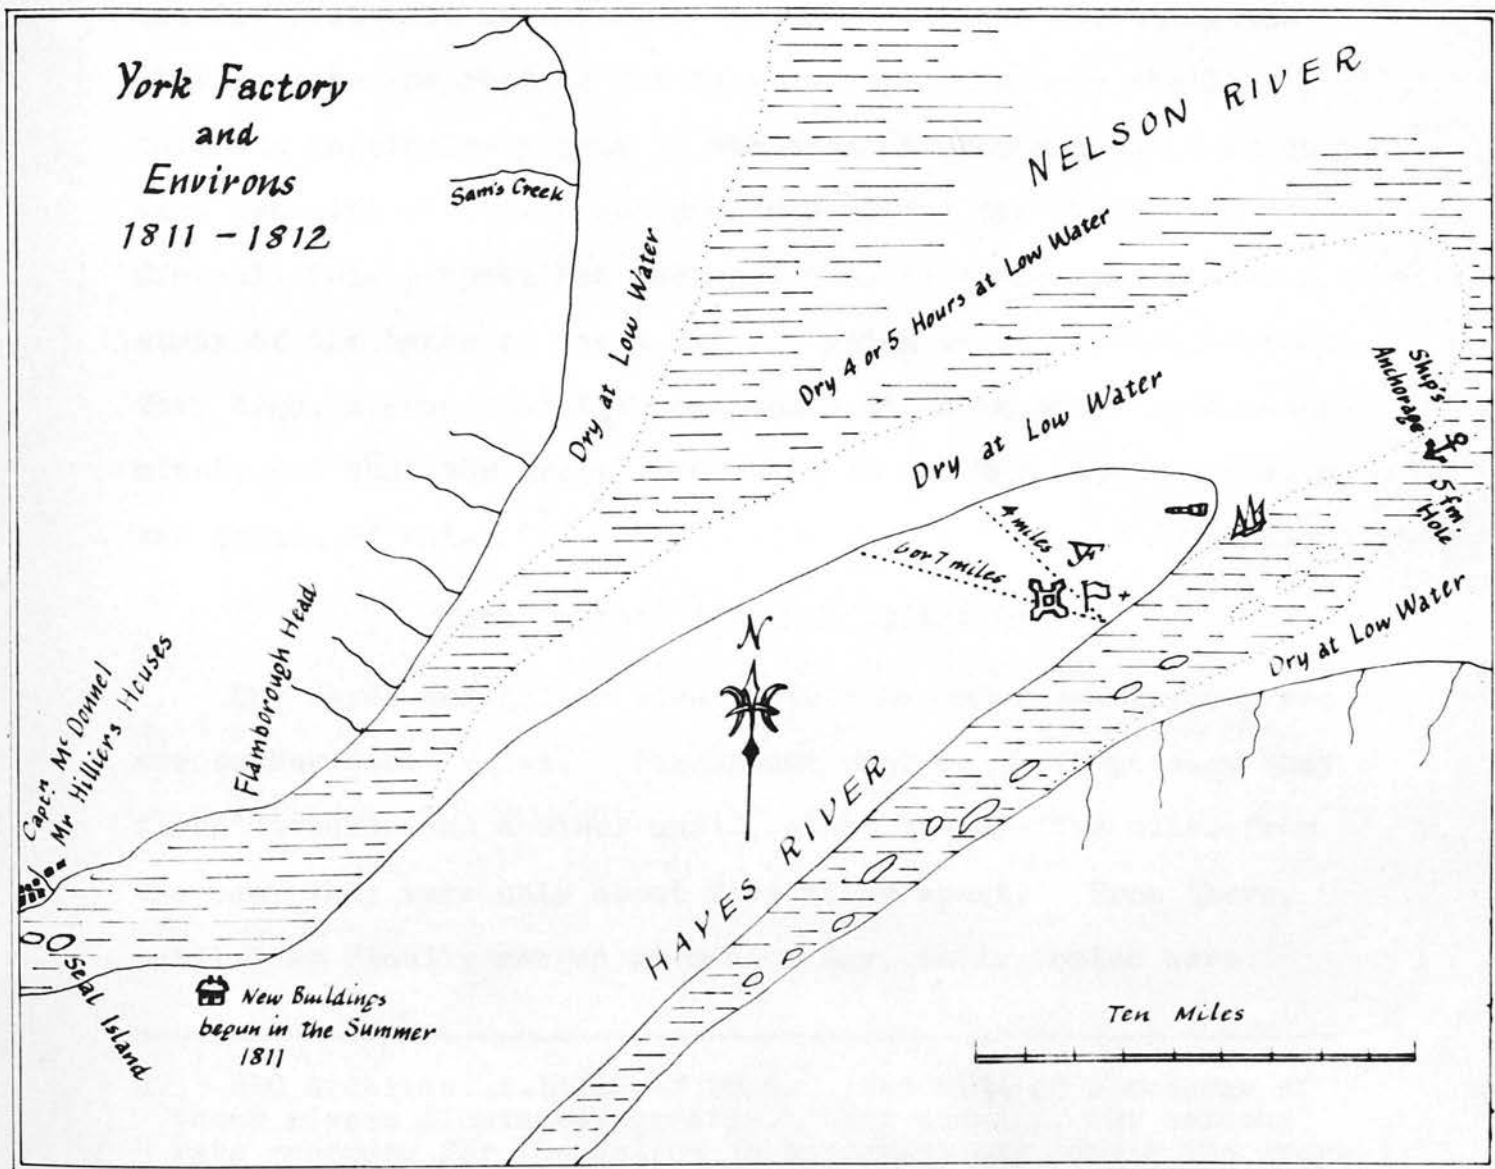 York Factory
and
Environs
1811 - 1812
Sam's Creek
Dry at Low Water
NELSON RIVER
Dry 4 or 5 Hours at Low Water
Dry at Low Water
Ship's
Anchorage
5 fm.
Hole
4 miles
6 or 7 miles
Dry at Low Water
N
Flamborough Head
Capt'n Mc Donnel
Mr Hilliers Houses
Seal Island
New Buildings
begun in the Summer
1811
HAVES RIVER
Ten Miles